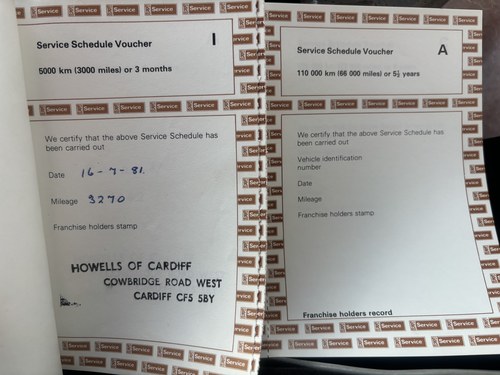 Service Schedule Voucher
I
5000 km (3000 miles) or 3 months
We certify that the above Service Schedule has
been carried out
Date 16-7-81.
Mileage 3270
Franchise holders stamp
HOWELLS OF CARDIFF
COWBRIDGE ROAD WEST
CARDIFF CF5 5BY
Service Schedule Voucher
A
110 000 km (66 000 miles) or 5½ years
We certify that the above Service Schedule has
been carried out
Vehicle identification
number
Date
Mileage
Franchise holders stamp
Franchise holders record
Service